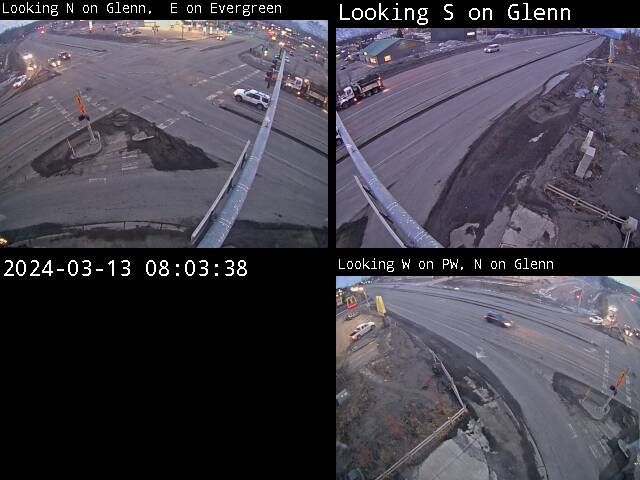 Looking N on Glenn, E on Evergreen
Looking S on Glenn
2024-03-13 08:03:38
Looking W on PW, N on Glenn